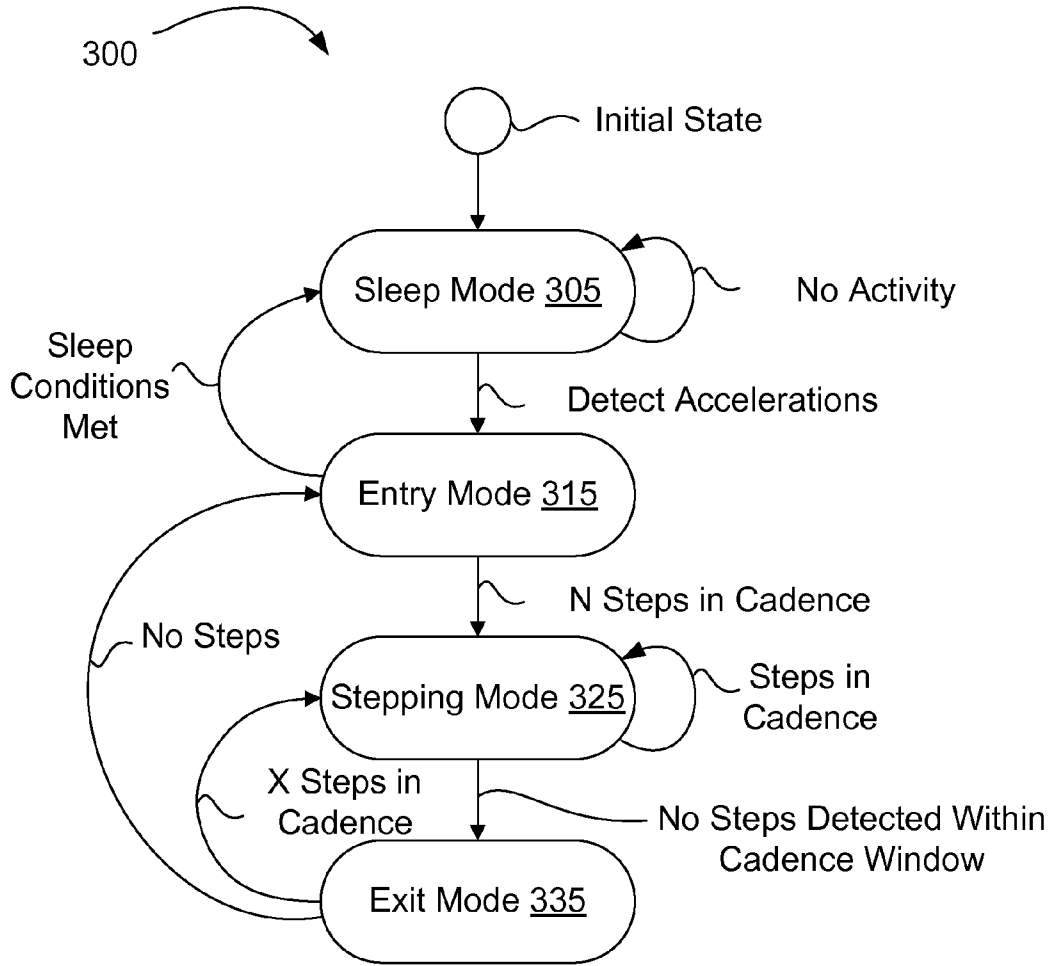 300
Initial State
Sleep Mode 305
No Activity
Sleep
Conditions
Met
Detect Accelerations
Entry Mode 315
N Steps in Cadence
No Steps
Stepping Mode 325
Steps in
Cadence
X Steps in
Cadence
No Steps Detected Within
Cadence Window
Exit Mode 335